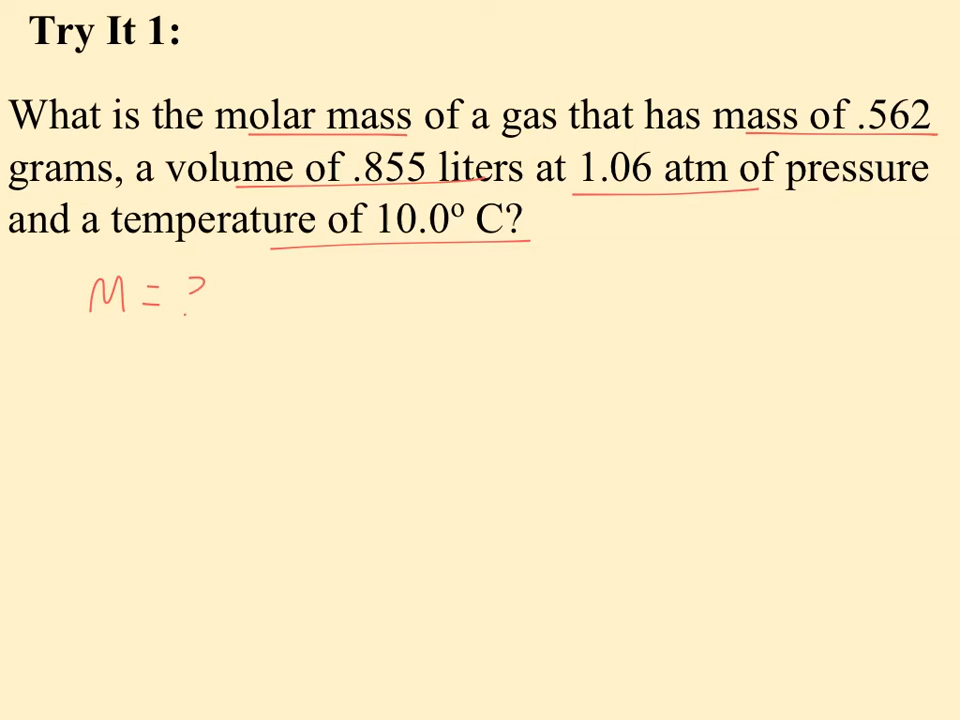 Try It 1:
What is the molar mass of a gas that has mass of .562
grams, a volume of .855 liters at 1.06 atm of pressure
and a temperature of 10.0º C?
M = ?